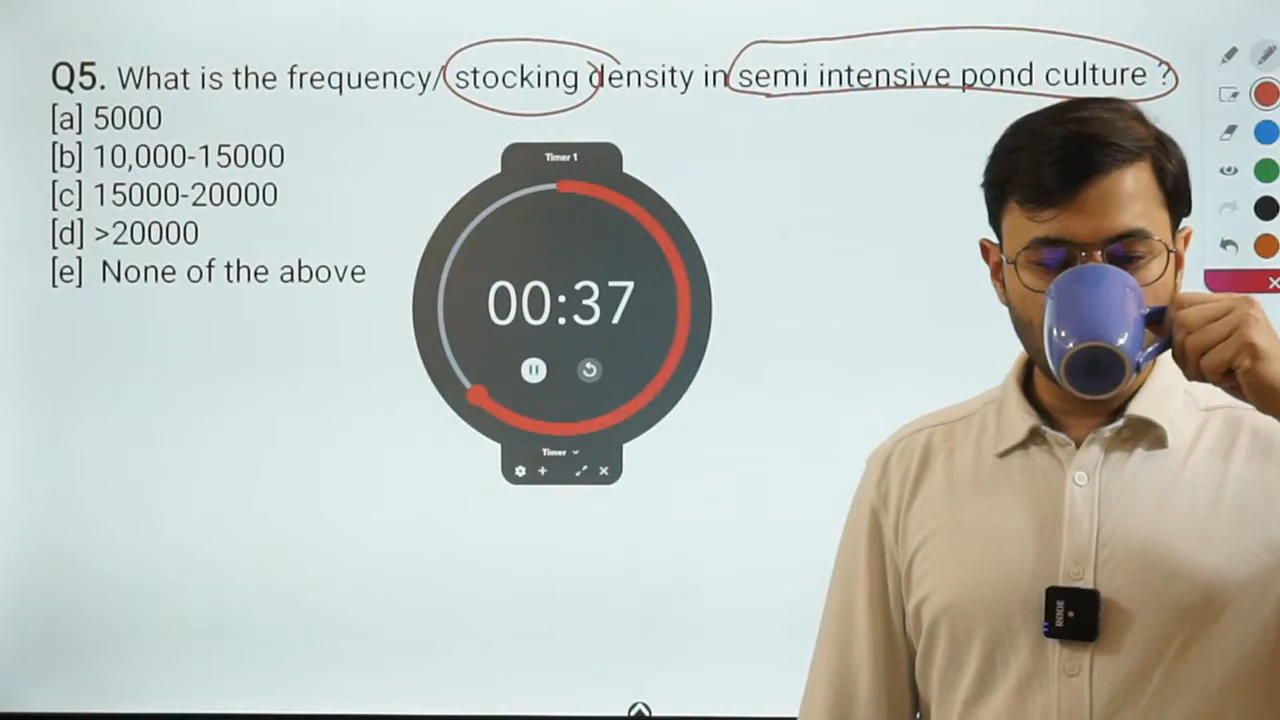 Q5. What is the frequency/ stocking density in semi intensive pond culture ?
[a] 5000
[b] 10,000-15000
[c] 15000-20000
[d] >20000
[e] None of the above
Timer 1
00:37
Timer
RØDE